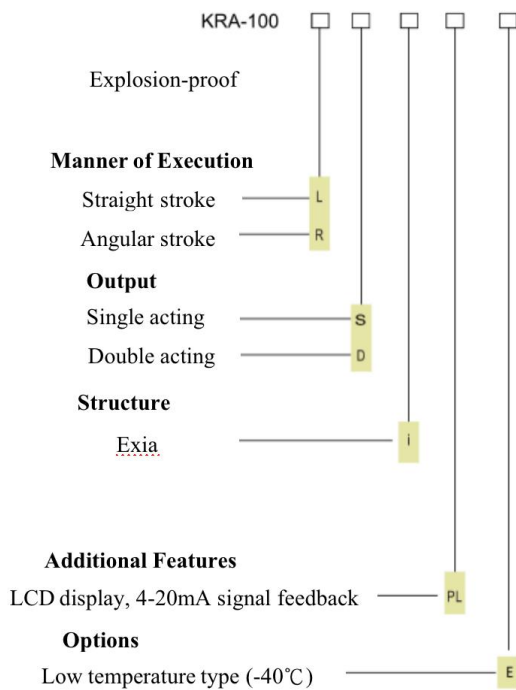 KRA-100 □ □ □ □ □
Explosion-proof
Manner of Execution
Straight stroke L
Angular stroke R
Output
Single acting S
Double acting D
Structure
Exia i
Additional Features
LCD display, 4-20mA signal feedback PL
Options
Low temperature type (-40℃) E